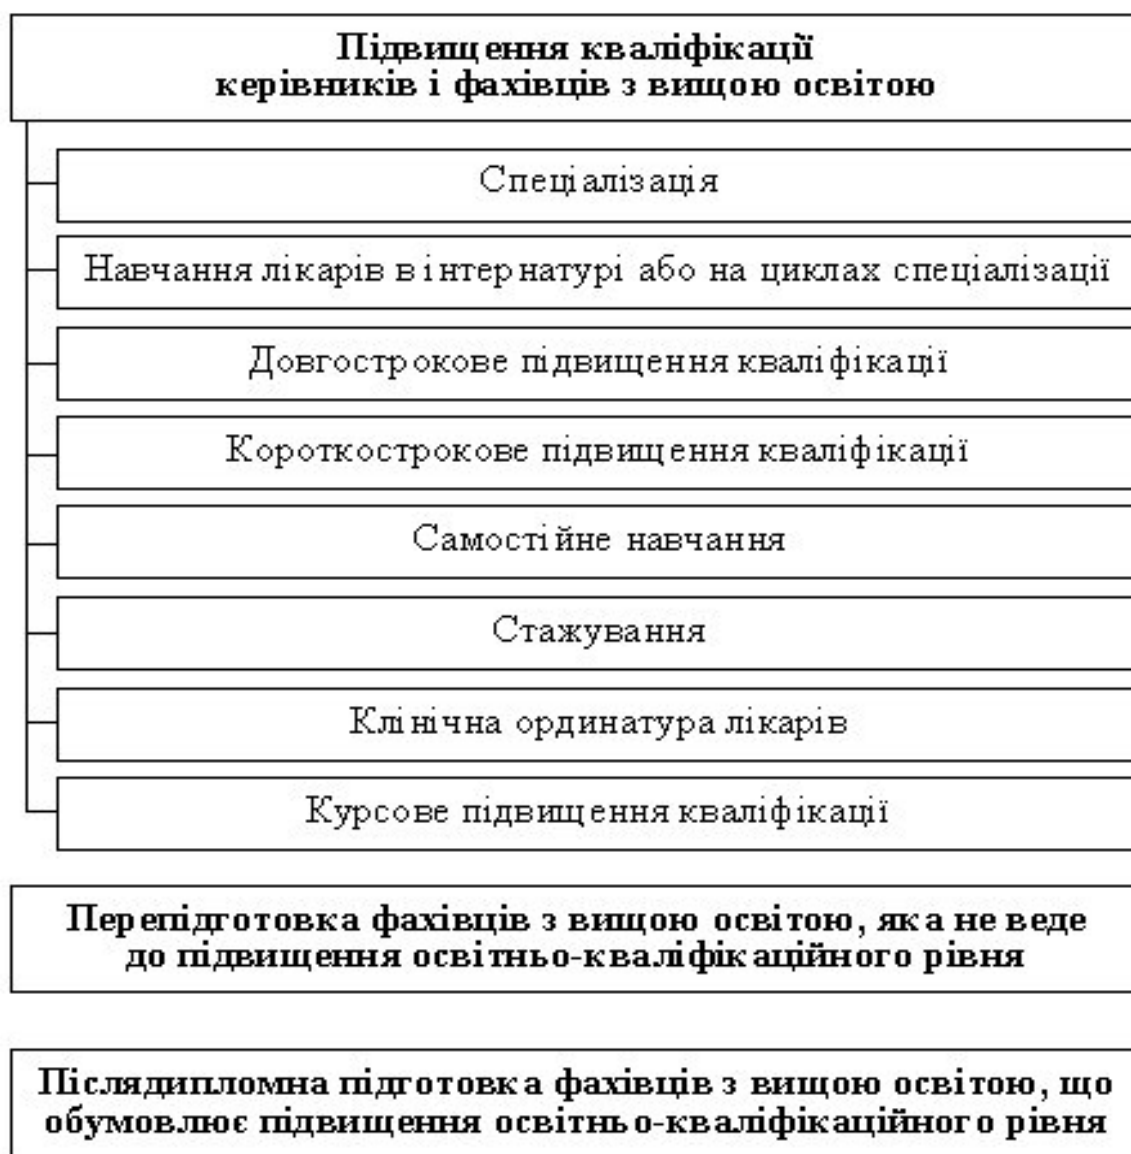 Підвищення кваліфікації
керівників і фахівців з вищою освітою
Спеціалізація
Навчання лікарів в інтернатурі або на циклах спеціалізації
Довгострокове підвищення кваліфікації
Короткострокове підвищення кваліфікації
Самостійне навчання
Стажування
Клінічна ординатура лікарів
Курсове підвищення кваліфікації
Перепідготовка фахівців з вищою освітою, яка не веде
до підвищення освітньо-кваліфікаційного рівня
Післядипломна підготовка фахівців з вищою освітою, що
обумовлює підвищення освітньо-кваліфікаційного рівня